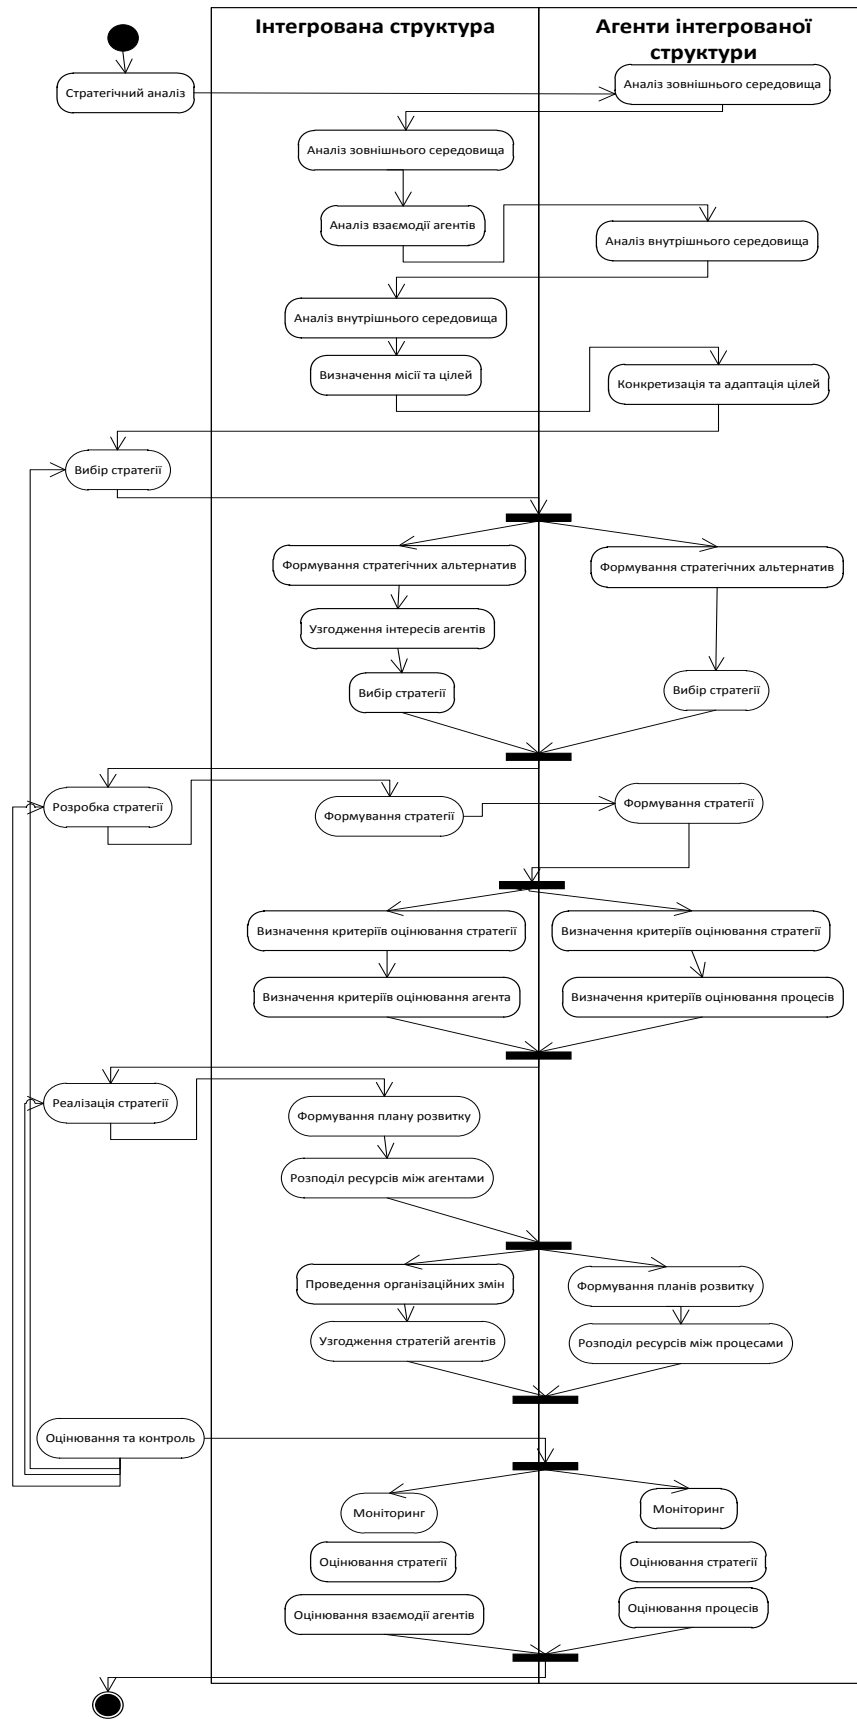 Інтегрована структура
Агенти інтегрованої
структури
Стратегічний аналіз
Аналіз зовнішнього середовища
Аналіз зовнішнього середовища
Аналіз взаємодії агентів
Аналіз внутрішнього середовища
Аналіз внутрішнього середовища
Визначення місії та цілей
Конкретизація та адаптація цілей
Вибір стратегії
Формування стратегічних альтернатив
Формування стратегічних альтернатив
Узгодження інтересів агентів
Вибір стратегії
Вибір стратегії
Розробка стратегії
Формування стратегії
Формування стратегії
Визначення критеріїв оцінювання стратегії
Визначення критеріїв оцінювання стратегії
Визначення критеріїв оцінювання агента
Визначення критеріїв оцінювання процесів
Реалізація стратегії
Формування плану розвитку
Розподіл ресурсів між агентами
Проведення організаційних змін
Формування планів розвитку
Узгодження стратегій агентів
Розподіл ресурсів між процесами
Оцінювання та контроль
Моніторинг
Моніторинг
Оцінювання стратегії
Оцінювання стратегії
Оцінювання взаємодії агентів
Оцінювання процесів